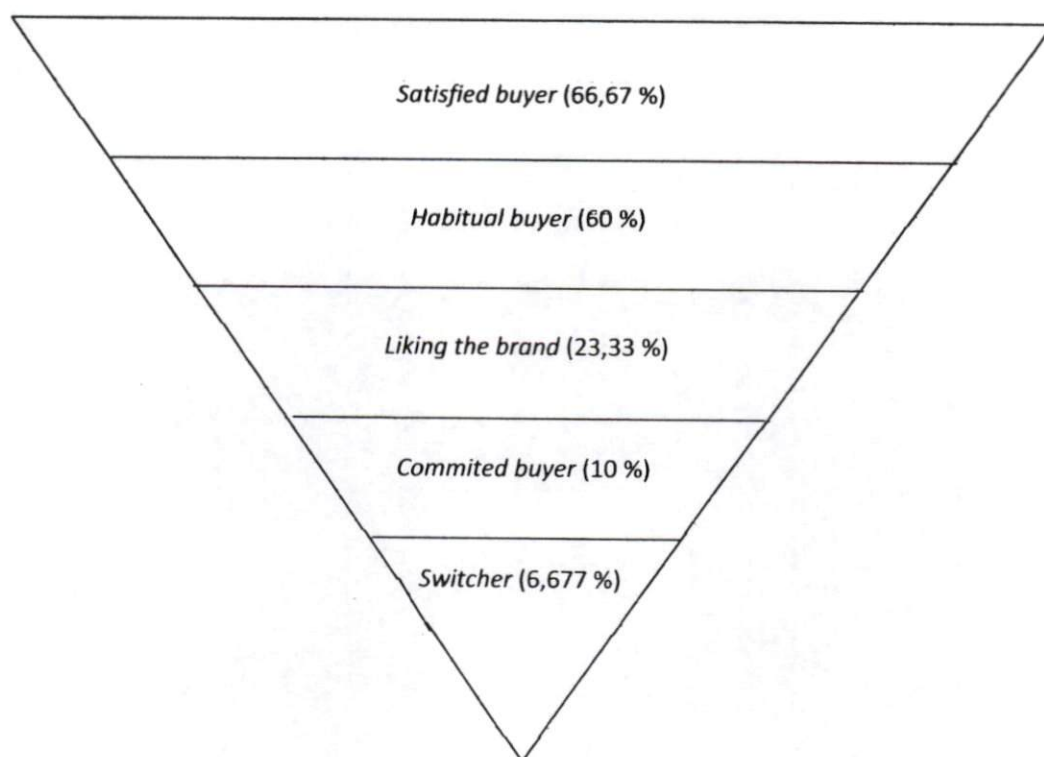 Satisfied buyer (66,67 %)
Habitual buyer (60 %)
Liking the brand (23,33 %)
Commited buyer (10 %)
Switcher (6,677 %)